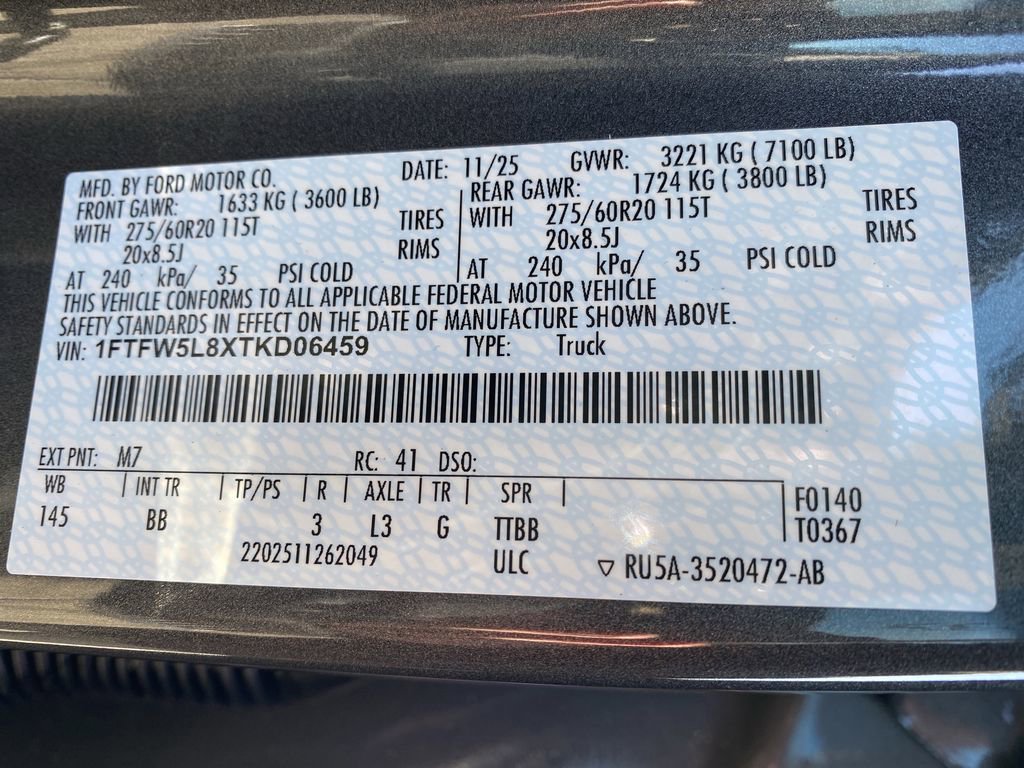 MFD. BY FORD MOTOR CO. DATE: 11/25 GVWR: 3221 KG ( 7100 LB)
FRONT GAWR: 1633 KG ( 3600 LB) REAR GAWR: 1724 KG ( 3800 LB)
WITH 275/60R20 115T TIRES WITH 275/60R20 115T TIRES
20x8.5J RIMS 20x8.5J RIMS
AT 240 kPa/ 35 PSI COLD AT 240 kPa/ 35 PSI COLD
THIS VEHICLE CONFORMS TO ALL APPLICABLE FEDERAL MOTOR VEHICLE
SAFETY STANDARDS IN EFFECT ON THE DATE OF MANUFACTURE SHOWN ABOVE.
VIN: 1FTFW5L8XTKD06459 TYPE: Truck
EXT PNT: M7 RC: 41 DSO:
WB INT TR TP/PS R AXLE TR SPR F0140
145 BB 3 L3 G TTBB T0367
2202511262049 ULC ▽ RU5A-3520472-AB